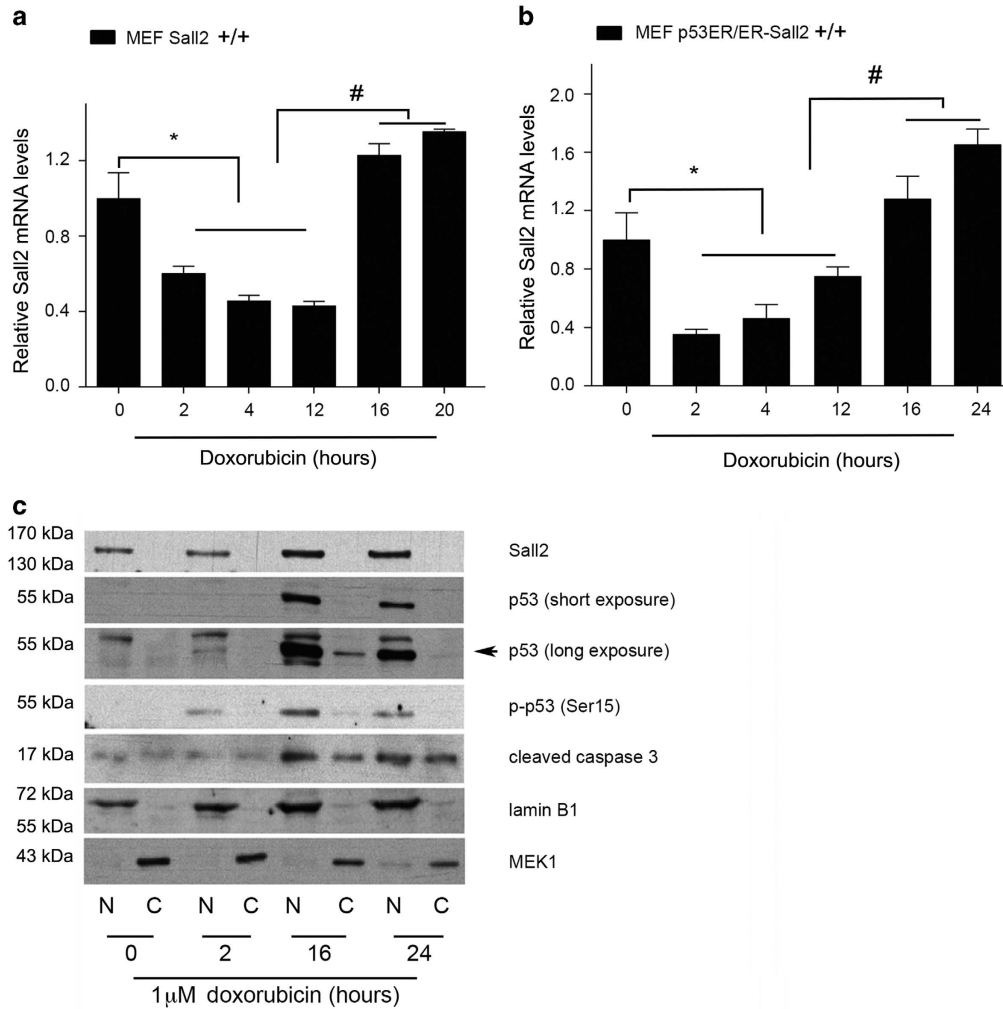 a
MEF Sall2 +/+
#
*
Relative Sall2 mRNA levels
1.2
0.8
0.4
0.0
0 2 4 12 16 20
Doxorubicin (hours)
b
MEF p53ER/ER-Sall2 +/+
#
*
Relative Sall2 mRNA levels
2.0
1.6
1.2
0.8
0.4
0.0
0 2 4 12 16 24
Doxorubicin (hours)
c
170 kDa
130 kDa
Sall2
55 kDa
p53 (short exposure)
55 kDa
p53 (long exposure)
55 kDa
p-p53 (Ser15)
17 kDa
cleaved caspase 3
72 kDa
55 kDa
lamin B1
43 kDa
MEK1
N C N C N C N C
0 2 16 24
1µM doxorubicin (hours)